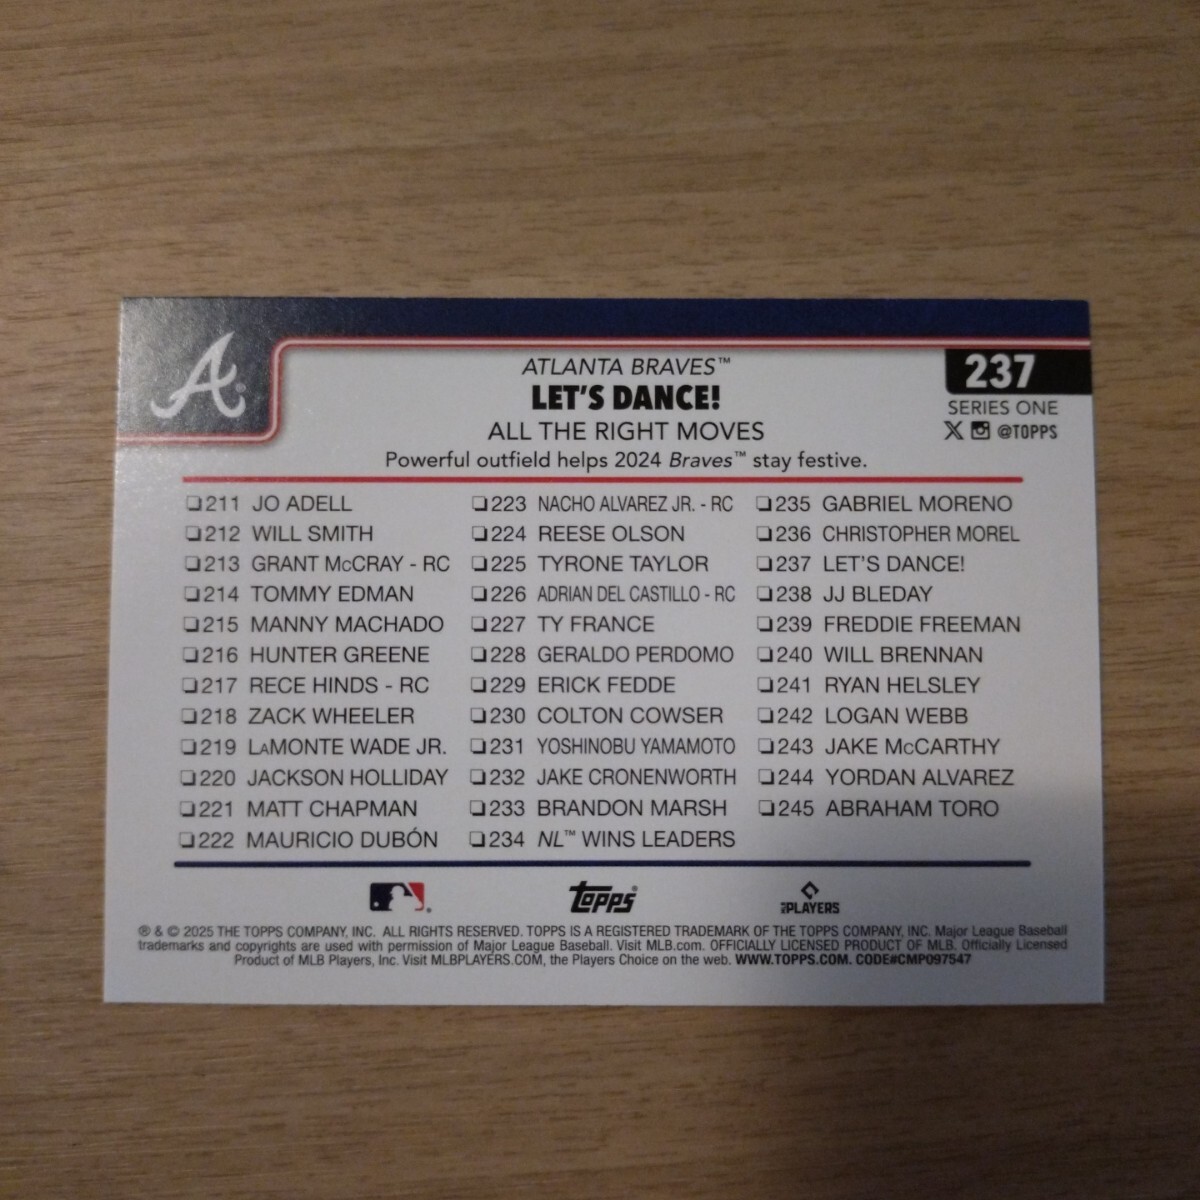 A
ATLANTA BRAVES™
LET'S DANCE!
ALL THE RIGHT MOVES
Powerful outfield helps 2024 Braves™ stay festive.
237
SERIES ONE
X @TOPPS
❏211 JO ADELL
❏212 WILL SMITH
❏213 GRANT McCRAY - RC
❏214 TOMMY EDMAN
❏215 MANNY MACHADO
❏216 HUNTER GREENE
❏217 RECE HINDS - RC
❏218 ZACK WHEELER
❏219 LaMONTE WADE JR.
❏220 JACKSON HOLLIDAY
❏221 MATT CHAPMAN
❏222 MAURICIO DUBÓN
❏223 NACHO ALVAREZ JR. - RC
❏224 REESE OLSON
❏225 TYRONE TAYLOR
❏226 ADRIAN DEL CASTILLO - RC
❏227 TY FRANCE
❏228 GERALDO PERDOMO
❏229 ERICK FEDDE
❏230 COLTON COWSER
❏231 YOSHINOBU YAMAMOTO
❏232 JAKE CRONENWORTH
❏233 BRANDON MARSH
❏234 NL™ WINS LEADERS
❏235 GABRIEL MORENO
❏236 CHRISTOPHER MOREL
❏237 LET'S DANCE!
❏238 JJ BLEDAY
❏239 FREDDIE FREEMAN
❏240 WILL BRENNAN
❏241 RYAN HELSLEY
❏242 LOGAN WEBB
❏243 JAKE McCARTHY
❏244 YORDAN ALVAREZ
❏245 ABRAHAM TORO
Topps®
MLB PLAYERS
® & © 2025 THE TOPPS COMPANY, INC. ALL RIGHTS RESERVED. TOPPS IS A REGISTERED TRADEMARK OF THE TOPPS COMPANY, INC. Major League Baseball
trademarks and copyrights are used with permission of Major League Baseball. Visit MLB.com. OFFICIALLY LICENSED PRODUCT OF MLB. Officially Licensed
Product of MLB Players, Inc. Visit MLBPLAYERS.COM, the Players Choice on the web. WWW.TOPPS.COM. CODE#CMP097547